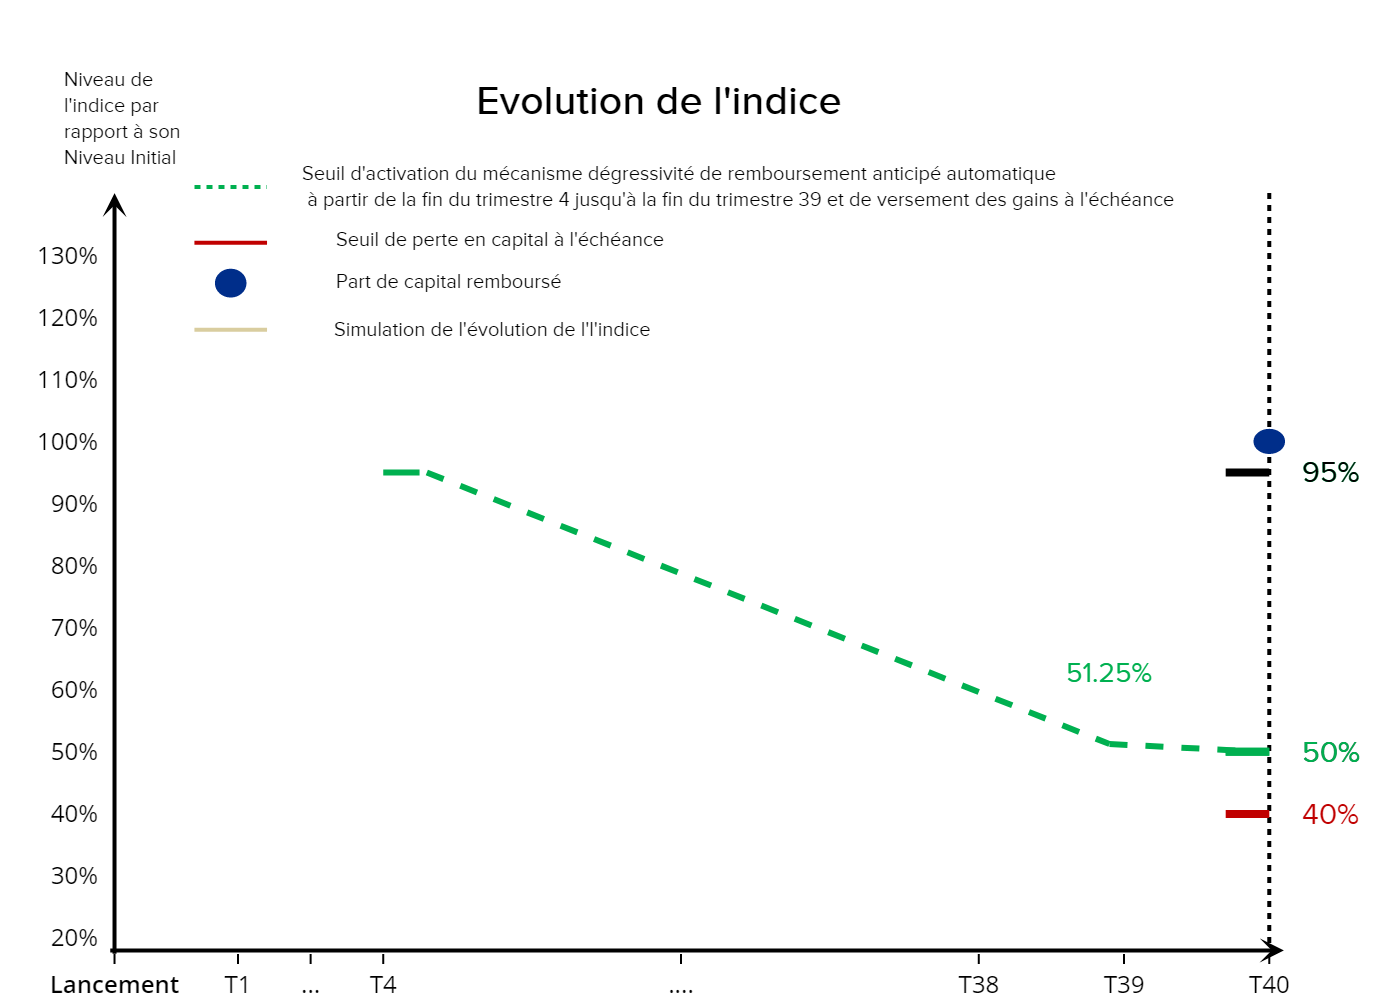 Niveau de
l'indice par
rapport à son
Niveau Initial
Evolution de l'indice
Seuil d'activation du mécanisme dégressivité de remboursement anticipé automatique
à partir de la fin du trimestre 4 jusqu'à la fin du trimestre 39 et de versement des gains à l'échéance
Seuil de perte en capital à l'échéance
Part de capital remboursé
Simulation de l'évolution de l'l'indice
130%
120%
110%
100%
90%
80%
70%
60%
50%
40%
30%
20%
95%
51.25%
50%
40%
Lancement T1 ... T4 .... T38 T39 T40